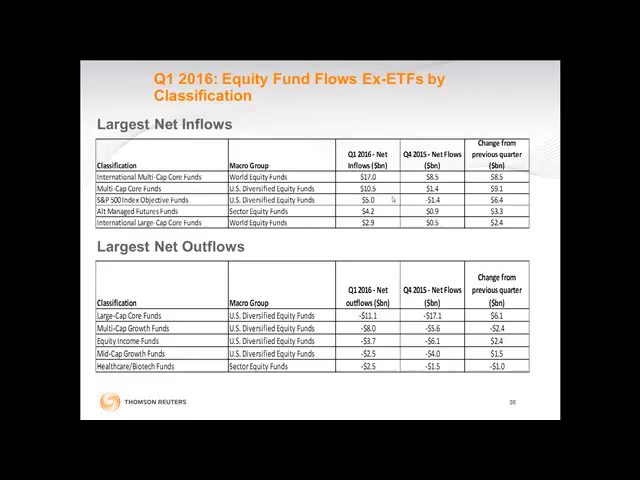 Q1 2016: Equity Fund Flows Ex-ETFs by
Classification
Largest Net Inflows
Classification Macro Group Q1 2016 - Net Inflows ($bn) Q4 2015 - Net Flows ($bn) Change from previous quarter ($bn)
International Multi-Cap Core Funds World Equity Funds $17.0 $8.5 $8.5
Multi-Cap Core Funds U.S. Diversified Equity Funds $10.5 $1.4 $9.1
S&P 500 Index Objective Funds U.S. Diversified Equity Funds $5.0 -$1.4 $6.4
Alt Managed Futures Funds Sector Equity Funds $4.2 $0.9 $3.3
International Large-Cap Core Funds World Equity Funds $2.9 $0.5 $2.4
Largest Net Outflows
Classification Macro Group Q1 2016 - Net outflows ($bn) Q4 2015 - Net Flows ($bn) Change from previous quarter ($bn)
Large-Cap Core Funds U.S. Diversified Equity Funds -$11.1 -$17.1 $6.1
Multi-Cap Growth Funds U.S. Diversified Equity Funds -$8.0 -$5.6 -$2.4
Equity Income Funds U.S. Diversified Equity Funds -$3.7 -$6.1 $2.4
Mid-Cap Growth Funds U.S. Diversified Equity Funds -$2.5 -$4.0 $1.5
Healthcare/Biotech Funds Sector Equity Funds -$2.5 -$1.5 -$1.0
THOMSON REUTERS
36